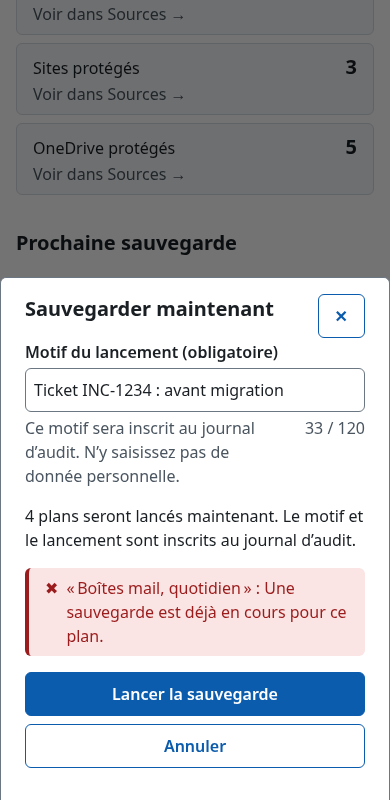 Voir dans Sources →
Sites protégés 3
Voir dans Sources →
OneDrive protégés 5
Voir dans Sources →
Prochaine sauvegarde
Sauvegarder maintenant ×
Motif du lancement (obligatoire)
Ticket INC-1234 : avant migration
Ce motif sera inscrit au journal 33 / 120
d’audit. N’y saisissez pas de
donnée personnelle.
4 plans seront lancés maintenant. Le motif et
le lancement sont inscrits au journal d’audit.
✖ « Boîtes mail, quotidien » : Une
sauvegarde est déjà en cours pour ce
plan.
Lancer la sauvegarde
Annuler